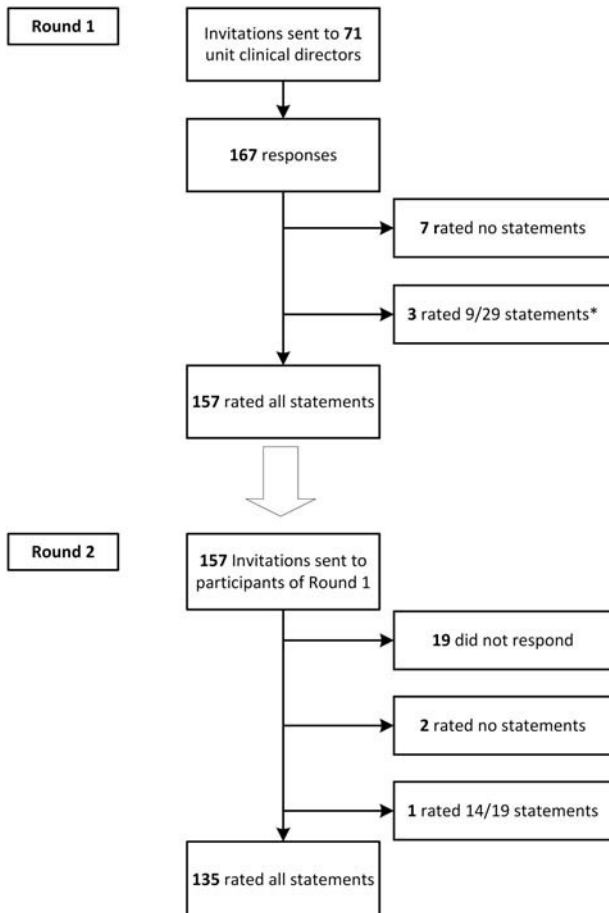 Round 1
Invitations sent to 71
unit clinical directors
167 responses
7 rated no statements
3 rated 9/29 statements*
157 rated all statements
Round 2
157 Invitations sent to
participants of Round 1
19 did not respond
2 rated no statements
1 rated 14/19 statements
135 rated all statements